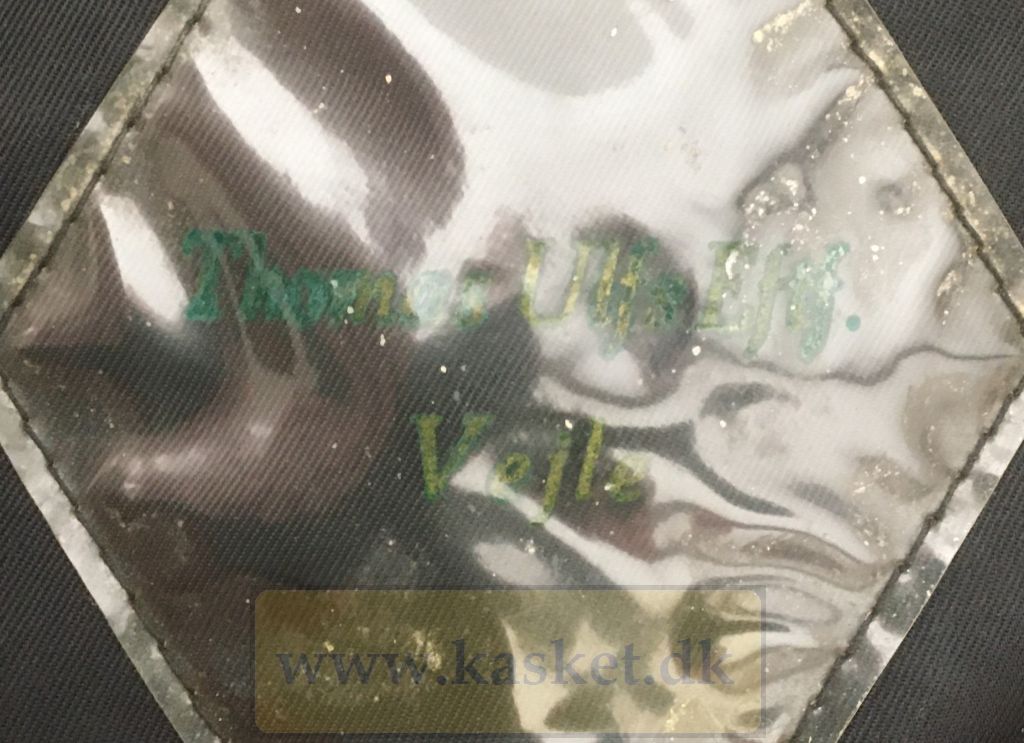 Thomas Ulfs Eftf.
Vejle
www.kasket.dk